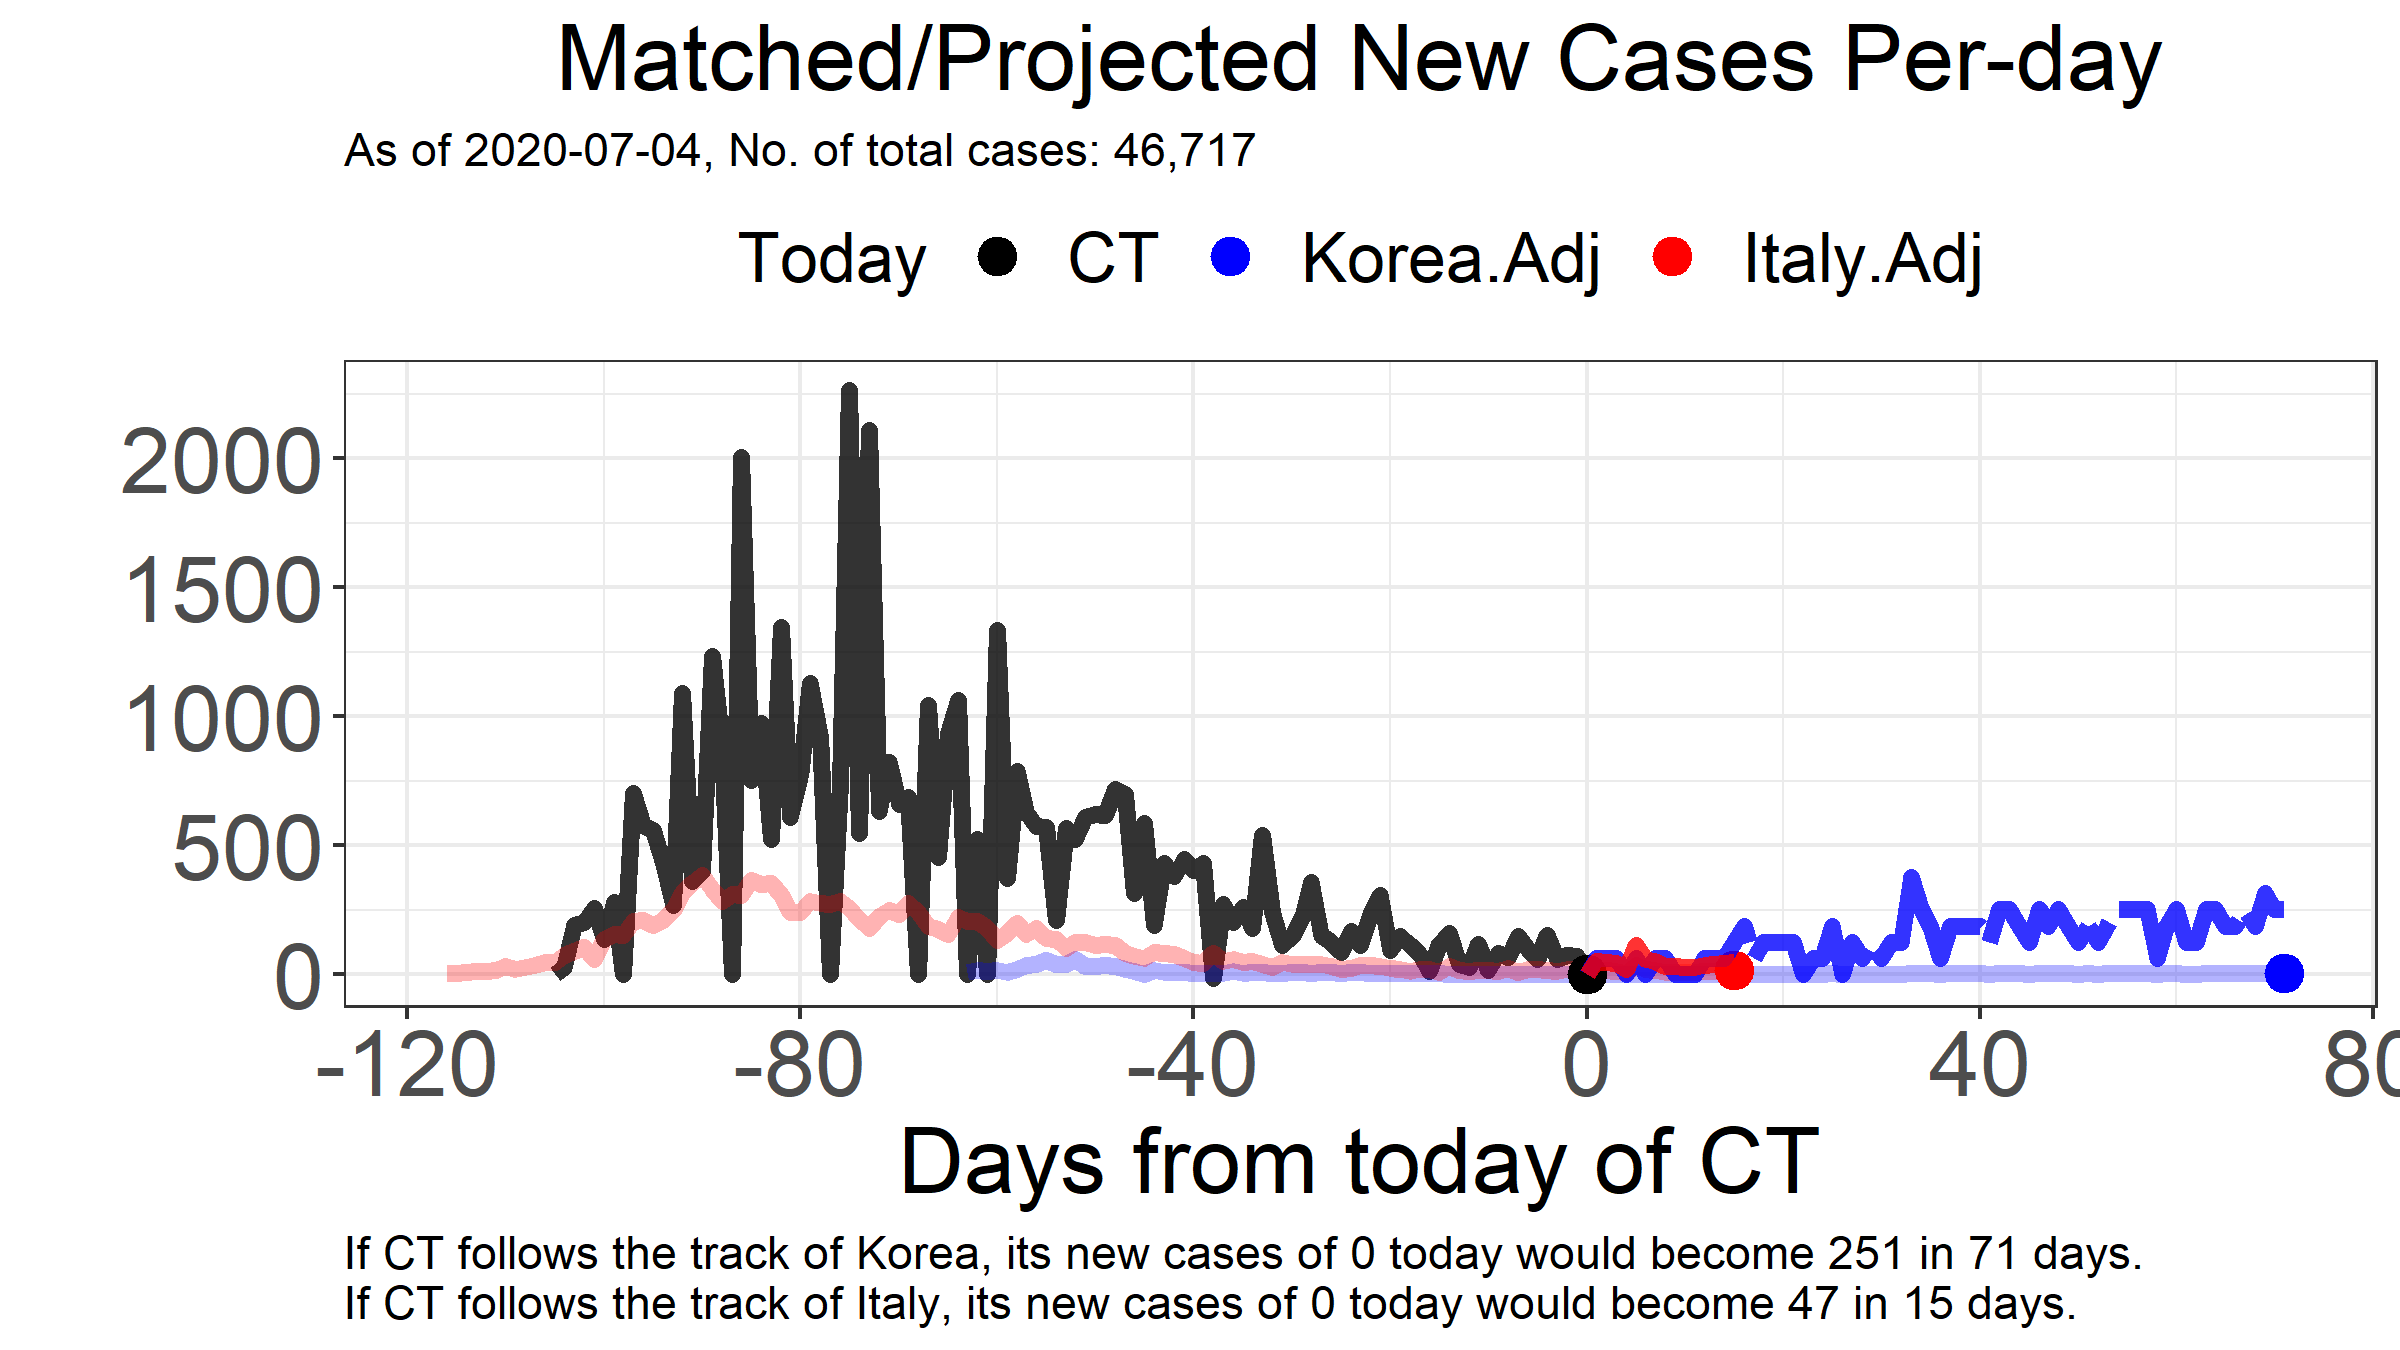 Matched/Projected New Cases Per-day
As of 2020-07-04, No. of total cases: 46,717
Today CT Korea.Adj Italy.Adj
2000
1500
1000
500
0
-120 -80 -40 0 40 80
Days from today of CT
If CT follows the track of Korea, its new cases of 0 today would become 251 in 71 days.
If CT follows the track of Italy, its new cases of 0 today would become 47 in 15 days.